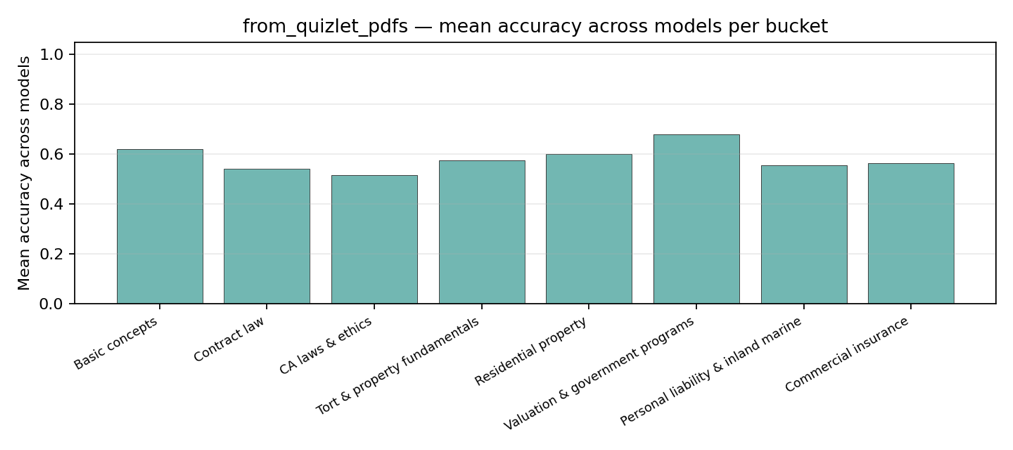 from_quizlet_pdfs — mean accuracy across models per bucket
Mean accuracy across models
1.0
0.8
0.6
0.4
0.2
0.0
Basic concepts
Contract law
CA laws & ethics
Tort & property fundamentals
Residential property
Valuation & government programs
Personal liability & inland marine
Commercial insurance